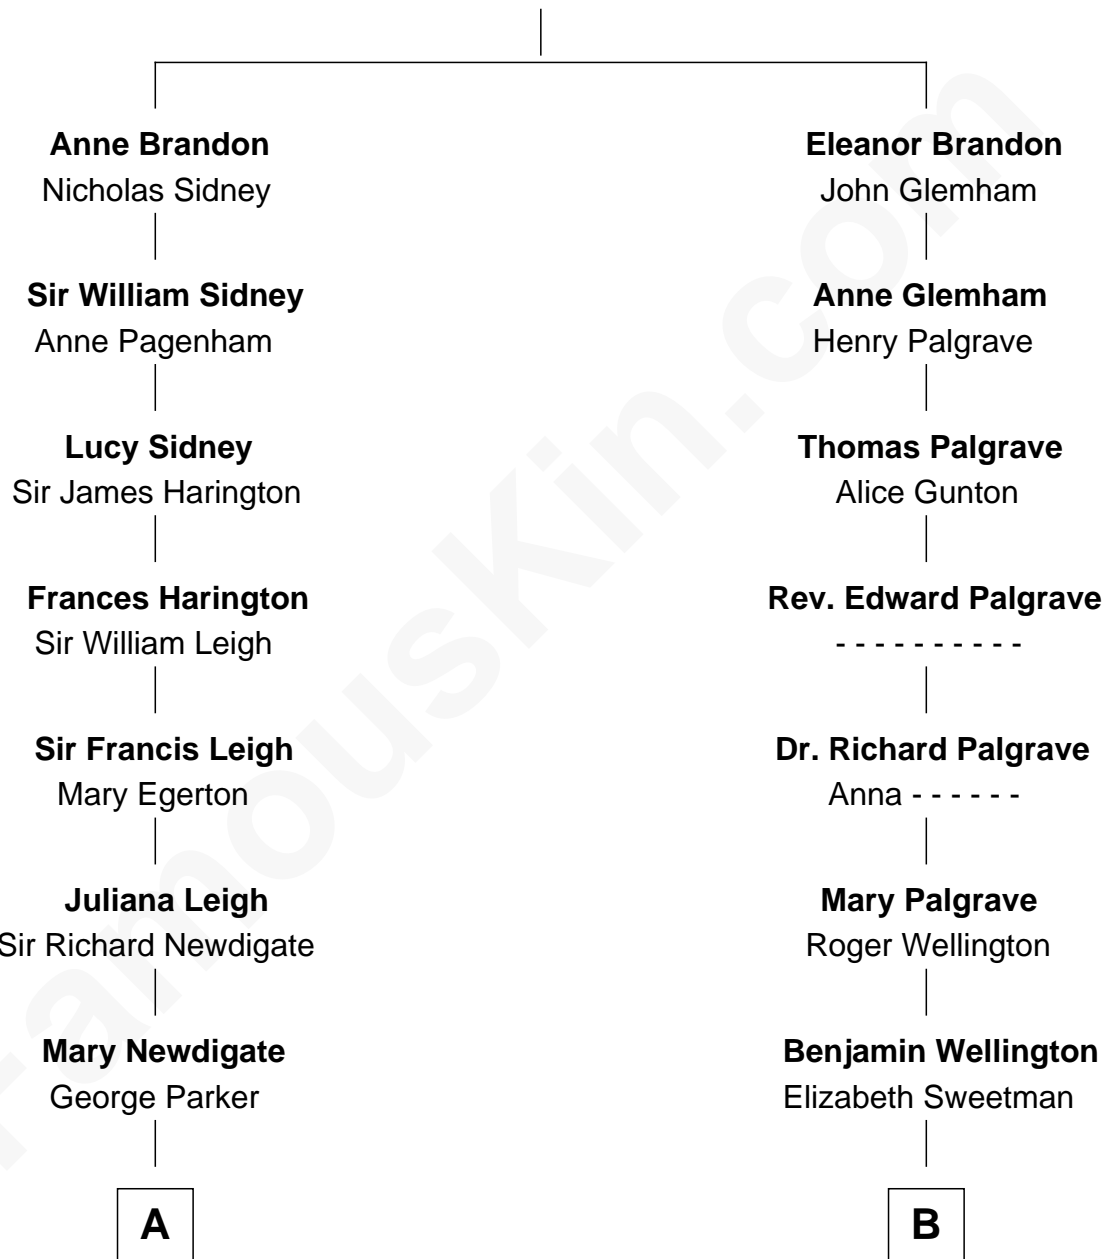 Anne Brandon
Nicholas Sidney
Eleanor Brandon
John Glemham
Sir William Sidney
Anne Pagenham
Anne Glemham
Henry Palgrave
Lucy Sidney
Sir James Harington
Thomas Palgrave
Alice Gunton
Frances Harington
Sir William Leigh
Rev. Edward Palgrave
- - - - - - - - - -
Sir Francis Leigh
Mary Egerton
Dr. Richard Palgrave
Anna - - - - - -
Juliana Leigh
Sir Richard Newdigate
Mary Palgrave
Roger Wellington
Mary Newdigate
George Parker
Benjamin Wellington
Elizabeth Sweetman
A
B
FamousKin.com